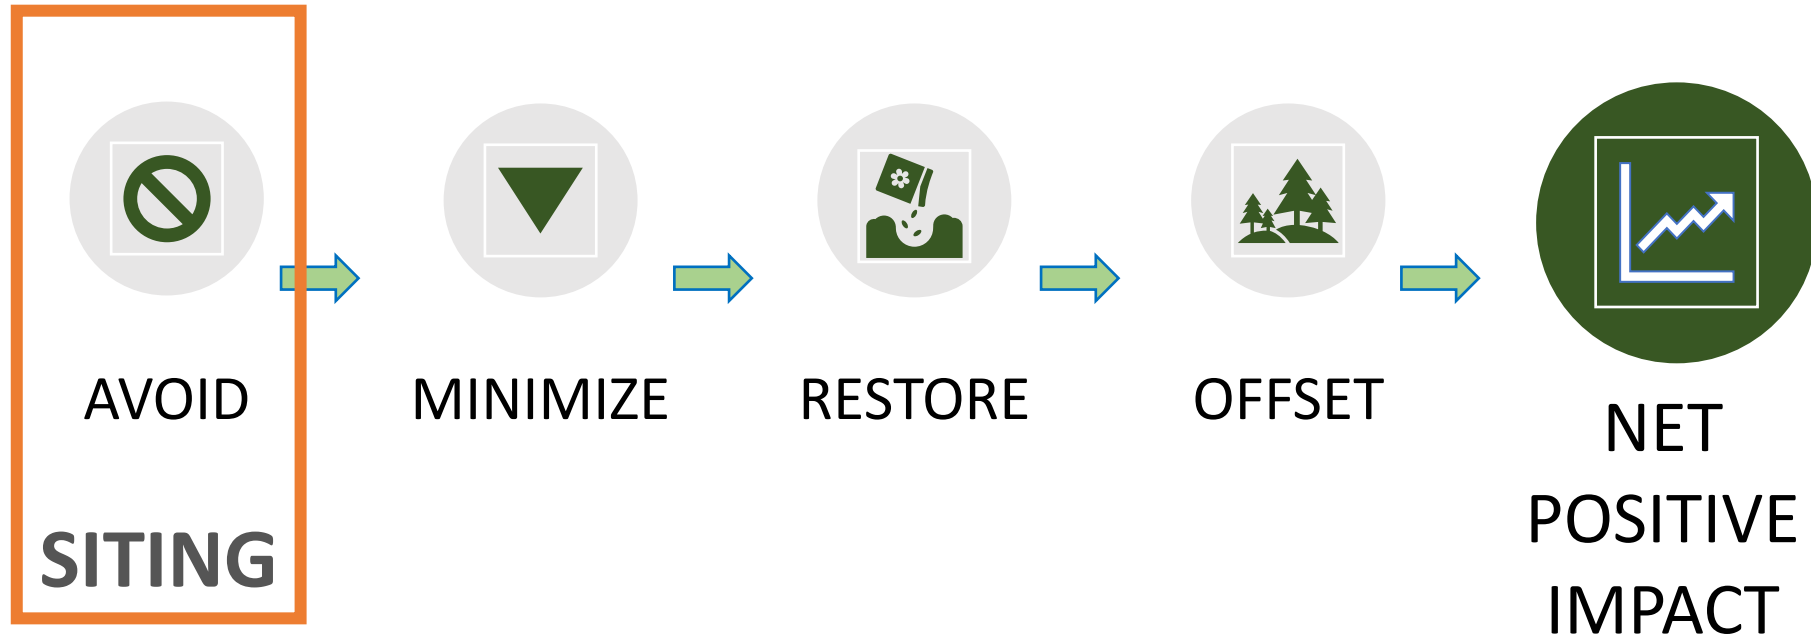 AVOID
MINIMIZE
RESTORE
OFFSET
NET
POSITIVE
IMPACT
SITING